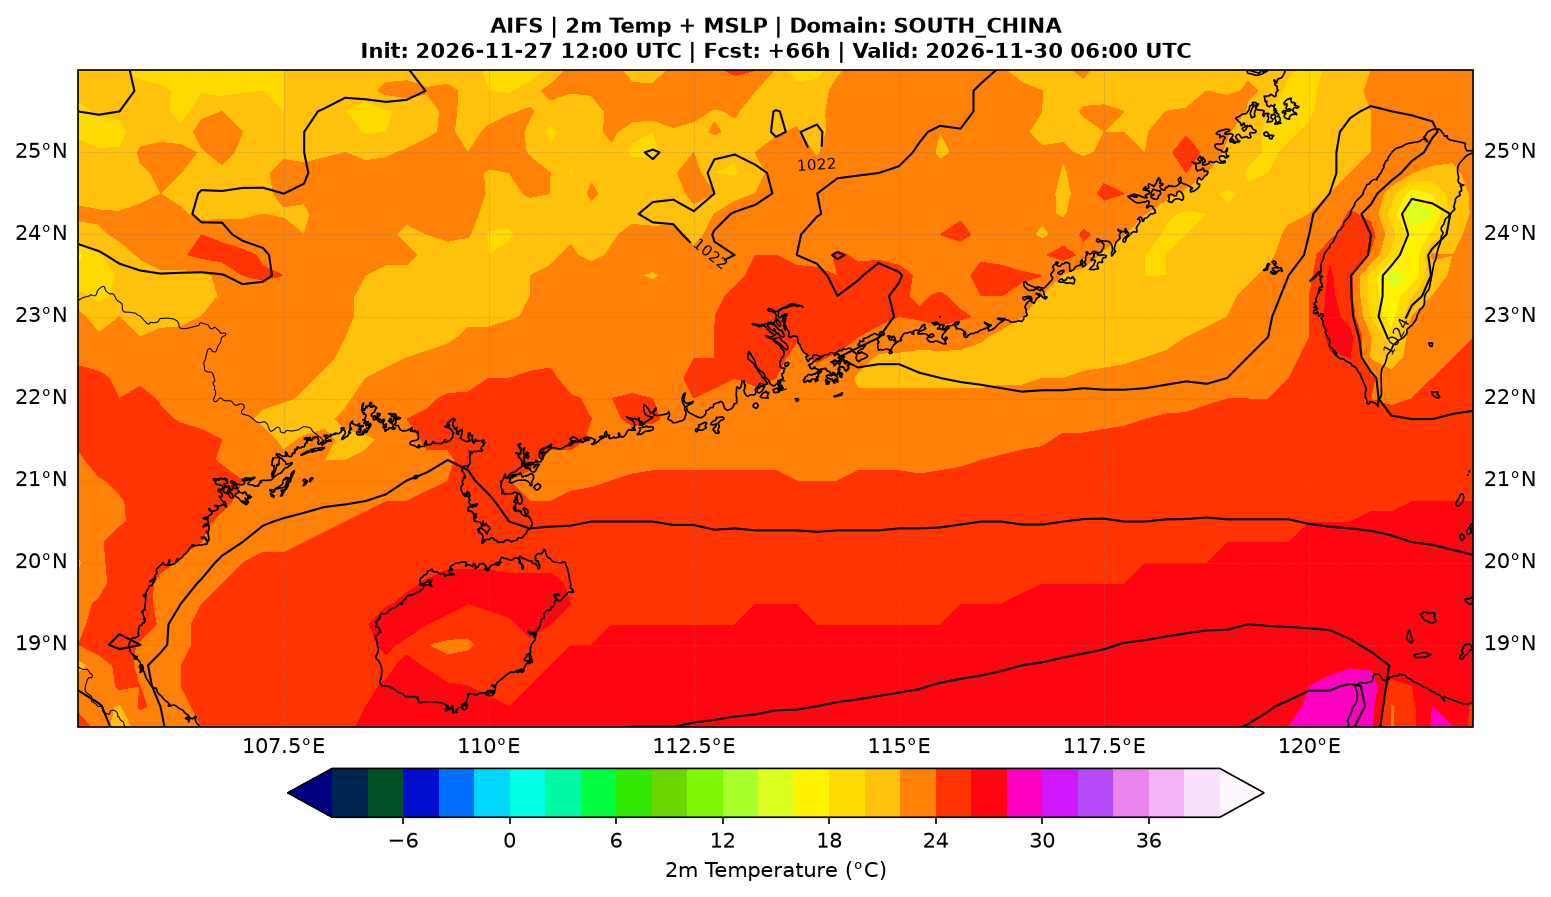 AIFS | 2m Temp + MSLP | Domain: SOUTH_CHINA
Init: 2026-11-27 12:00 UTC | Fcst: +66h | Valid: 2026-11-30 06:00 UTC
25°N
24°N
23°N
22°N
21°N
20°N
19°N
1022
1022
1024
25°N
24°N
23°N
22°N
21°N
20°N
19°N
107.5°E 110°E 112.5°E 115°E 117.5°E 120°E
−6 0 6 12 18 24 30 36
2m Temperature (°C)